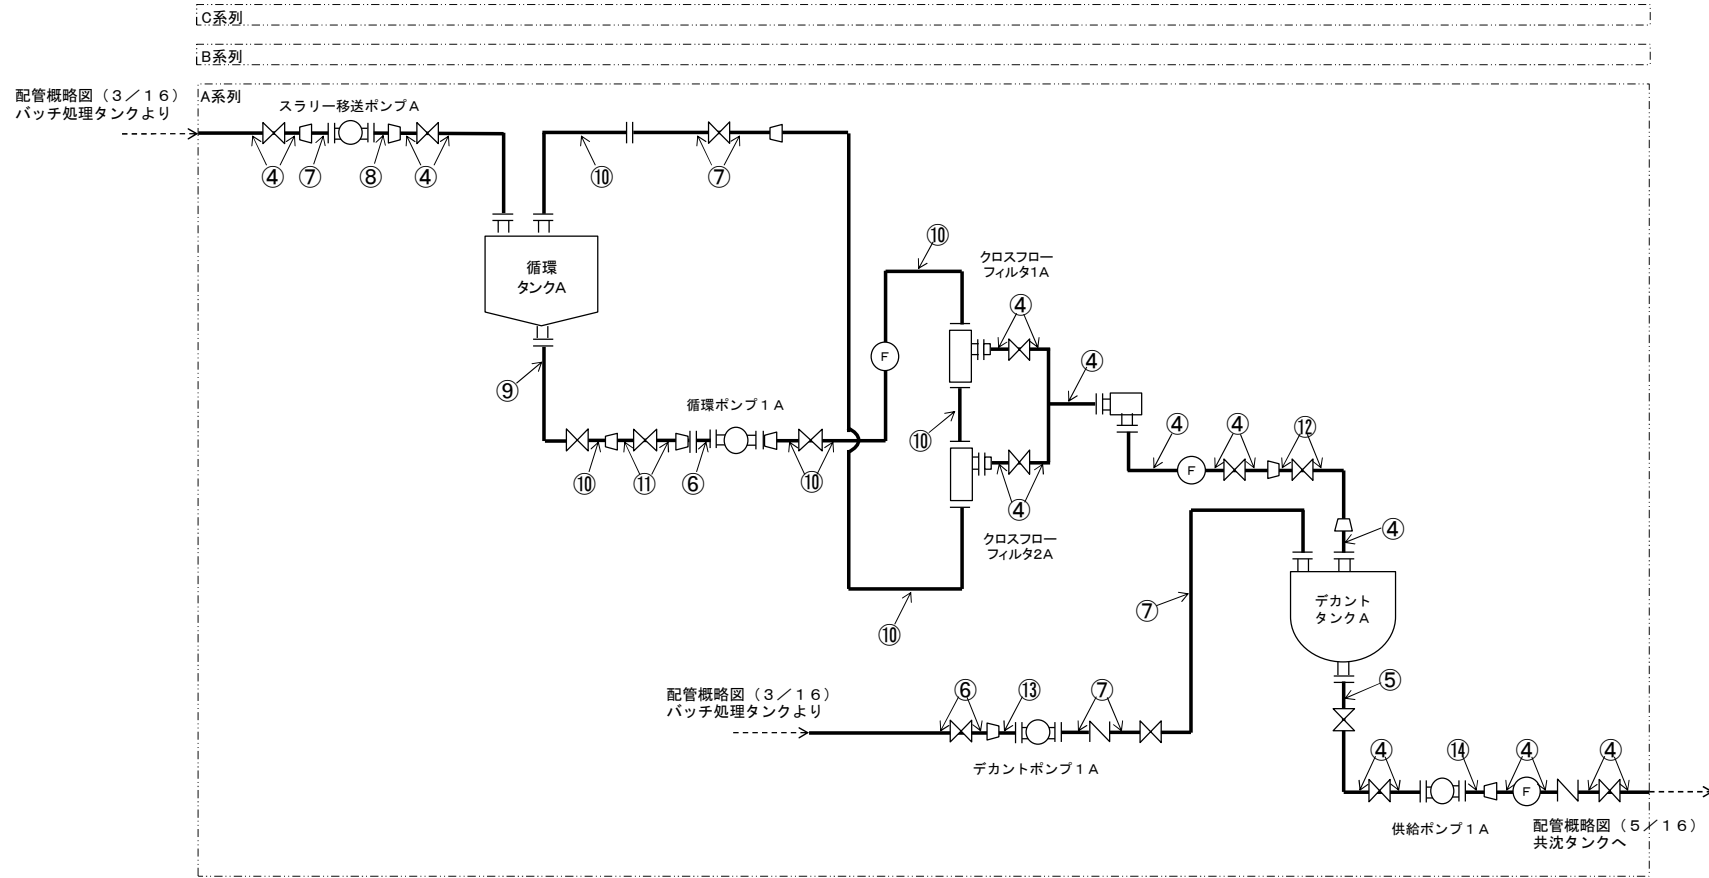 C系列
B系列
A系列
配管概略図(3/16)
バッチ処理タンクより
スラリー移送ポンプA
④
⑦
⑧
④
⑩
⑦
循環
タンクA
⑨
⑩
クロスフロー
フィルタ1A
④
F
④
循環ポンプ1A
⑩
⑩
⑪
⑥
⑩
④
④
⑫
F
④
クロスフロー
フィルタ2A
④
⑩
⑦
デカント
タンクA
⑤
配管概略図(3/16)
バッチ処理タンクより
⑥
⑬
⑦
デカントポンプ1A
④
⑭
④
④
F
供給ポンプ1A
配管概略図(5/16)
共沈タンクへ